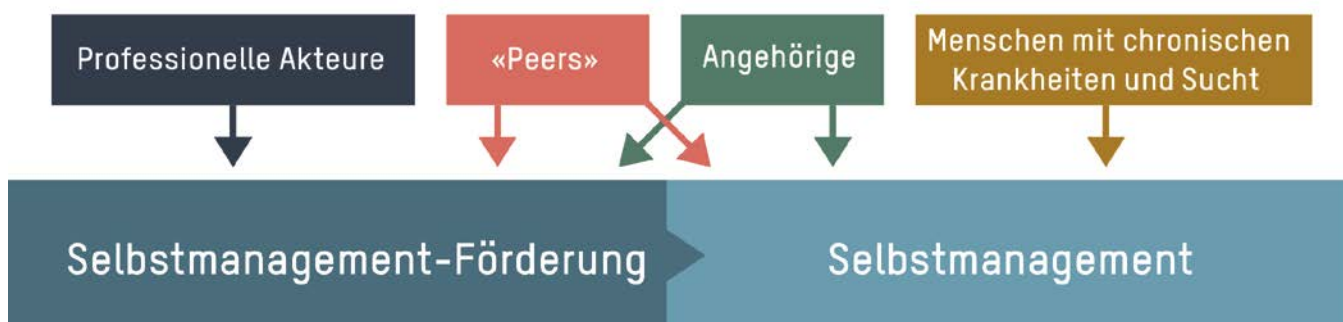 Professionelle Akteure
«Peers»
Angehörige
Menschen mit chronischen
Krankheiten und Sucht
Selbstmanagement-Förderung
Selbstmanagement